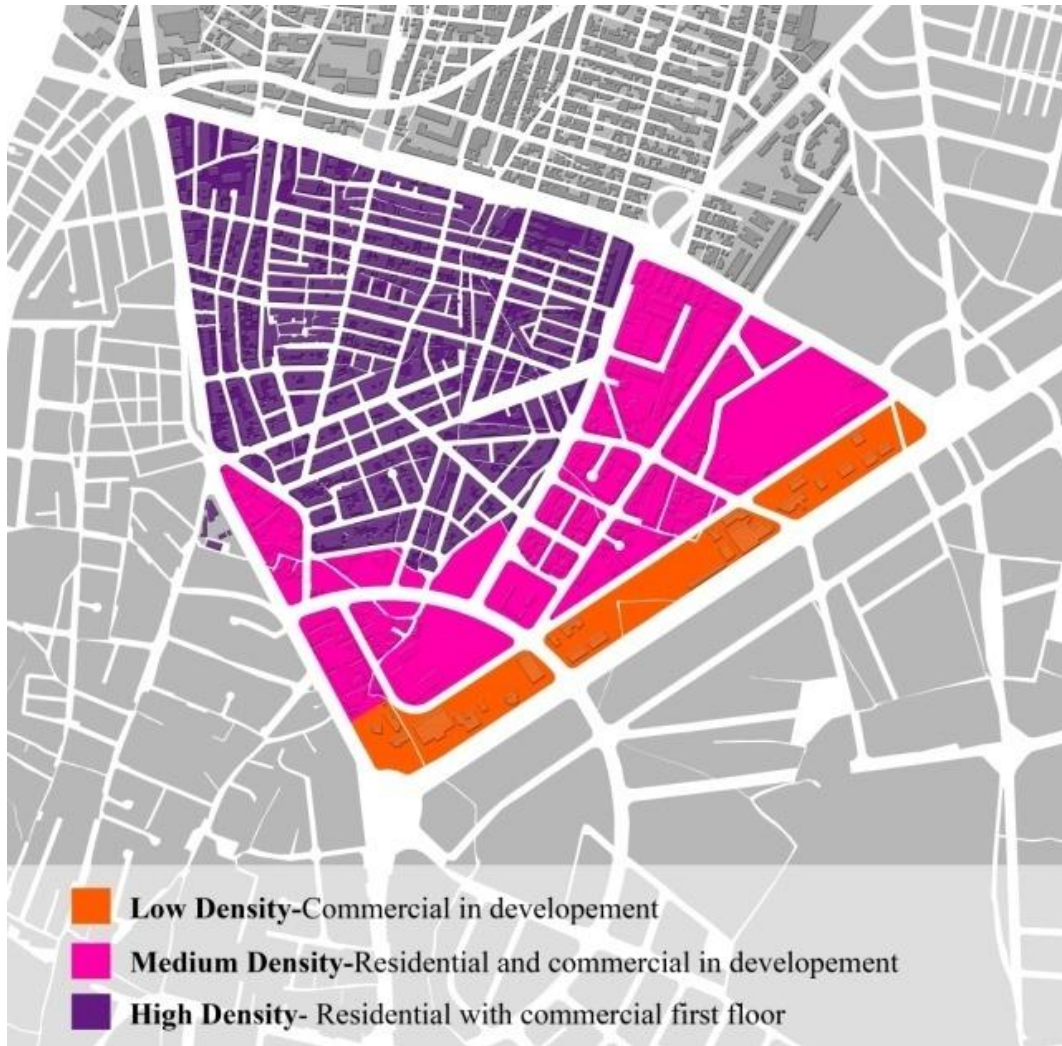 Low Density-Commercial in developement
Medium Density-Residential and commercial in developement
High Density- Residential with commercial first floor